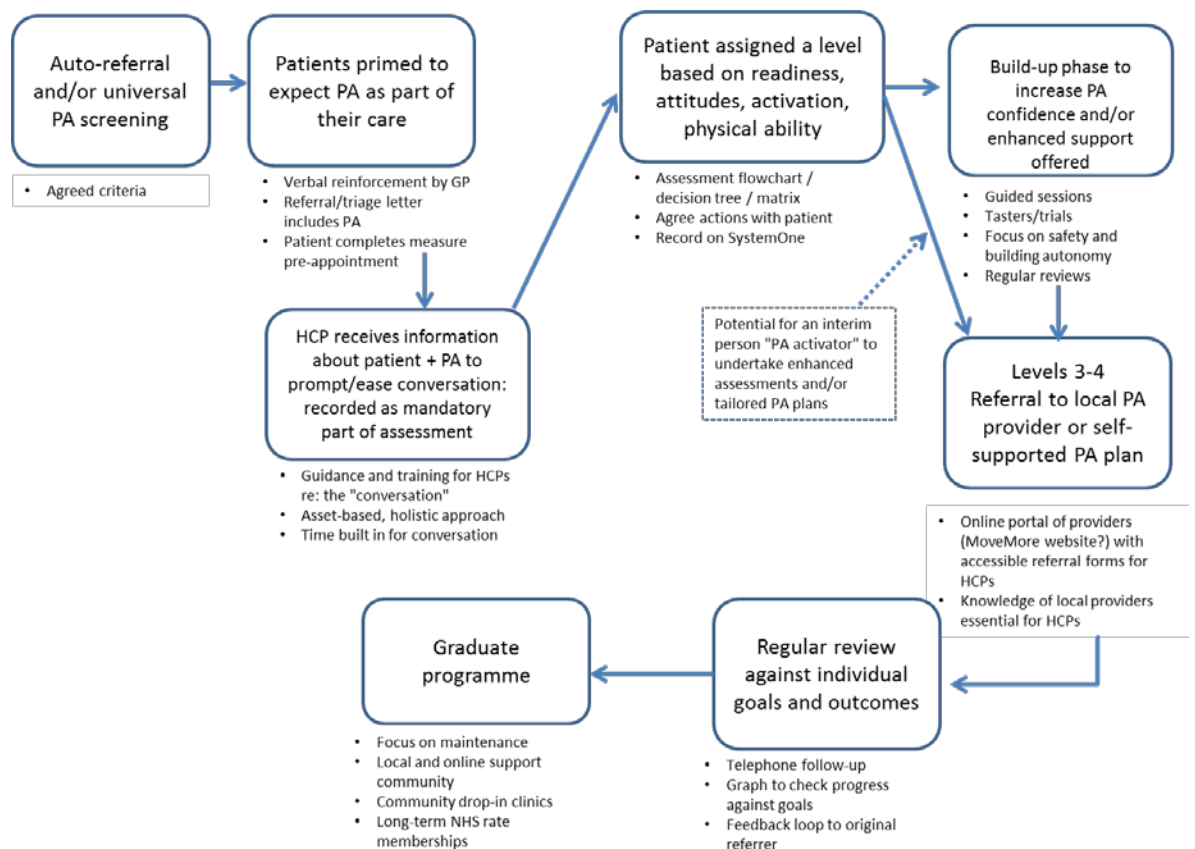 Auto-referral
and/or universal
PA screening
• Agreed criteria
Patients primed to
expect PA as part of
their care
• Verbal reinforcement by GP
• Referral/triage letter
includes PA
• Patient completes measure
pre-appointment
HCP receives information
about patient + PA to
prompt/ease conversation:
recorded as mandatory
part of assessment
• Guidance and training for HCPs
re: the "conversation"
• Asset-based, holistic approach
• Time built in for conversation
Patient assigned a level
based on readiness,
attitudes, activation,
physical ability
• Assessment flowchart /
decision tree / matrix
• Agree actions with patient
• Record on SystemOne
Potential for an interim
person "PA activator" to
undertake enhanced
assessments and/or
tailored PA plans
Build-up phase to
increase PA
confidence and/or
enhanced support
offered
• Guided sessions
• Tasters/trials
• Focus on safety and
building autonomy
• Regular reviews
Levels 3-4
Referral to local PA
provider or self-
supported PA plan
• Online portal of providers
(MoveMore website?) with
accessible referral forms for
HCPs
• Knowledge of local providers
essential for HCPs
Regular review
against individual
goals and outcomes
• Telephone follow-up
• Graph to check progress
against goals
• Feedback loop to original
referrer
Graduate
programme
• Focus on maintenance
• Local and online support
community
• Community drop-in clinics
• Long-term NHS rate
memberships